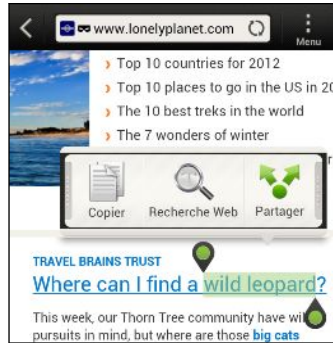 www.lonelyplanet.com
Menu
Top 10 countries for 2012
Top 10 places to go in the US in 20
The 10 best treks in the world
The 7 wonders of winter
Copier Recherche Web Partager
TRAVEL BRAINS TRUST
Where can I find a wild leopard?
This week, our Thorn Tree community have
pursuits in mind, but where are those big cats